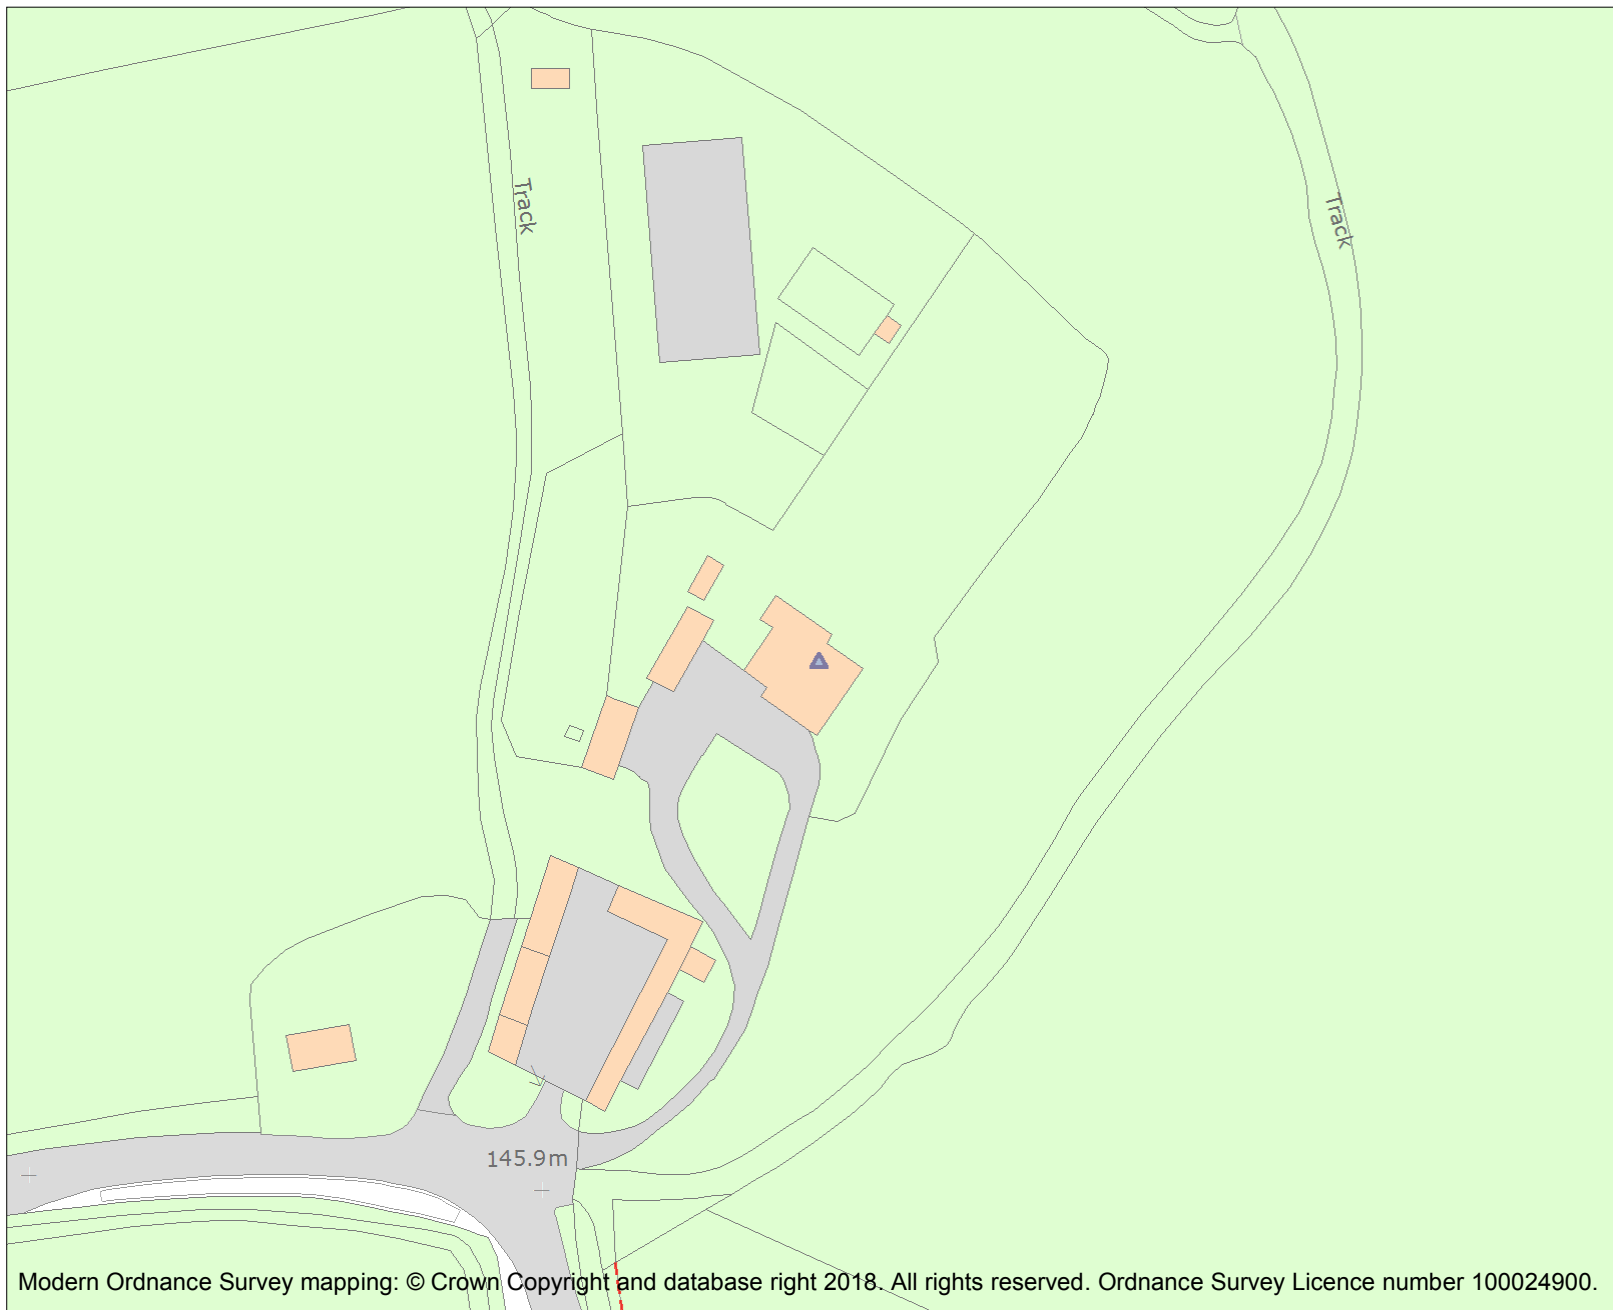 Track
Track
145.9m
Modern Ordnance Survey mapping: © Crown Copyright and database right 2018. All rights reserved. Ordnance Survey Licence number 100024900.